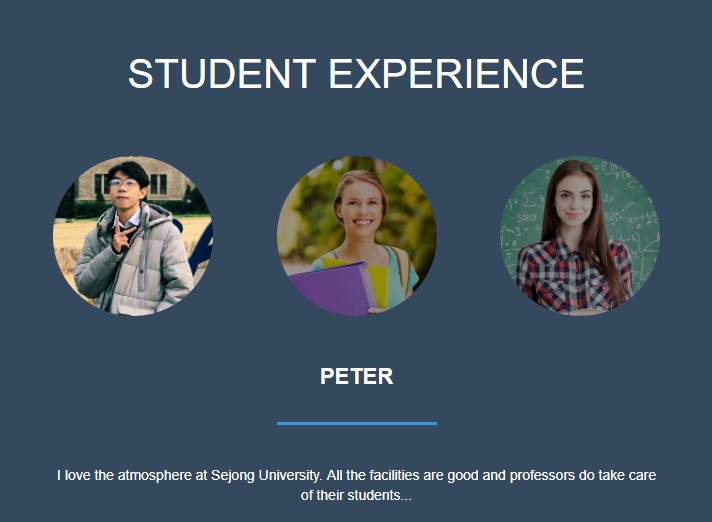 STUDENT EXPERIENCE
PETER
I love the atmosphere at Sejong University. All the facilities are good and professors do take care
of their students...